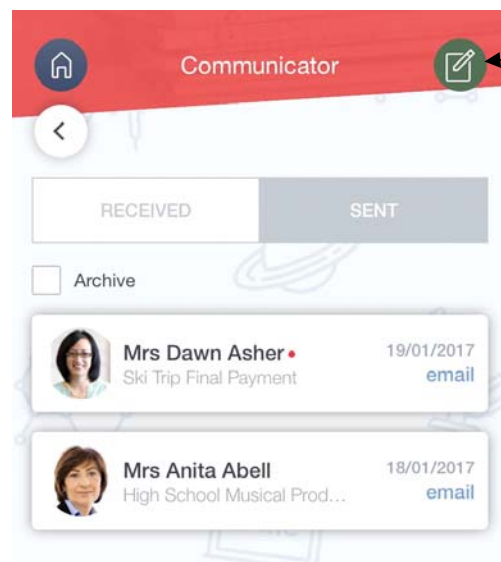 Communicator
RECEIVED SENT
Archive
Mrs Dawn Asher 19/01/2017
Ski Trip Final Payment email
Mrs Anita Abell 18/01/2017
High School Musical Prod... email